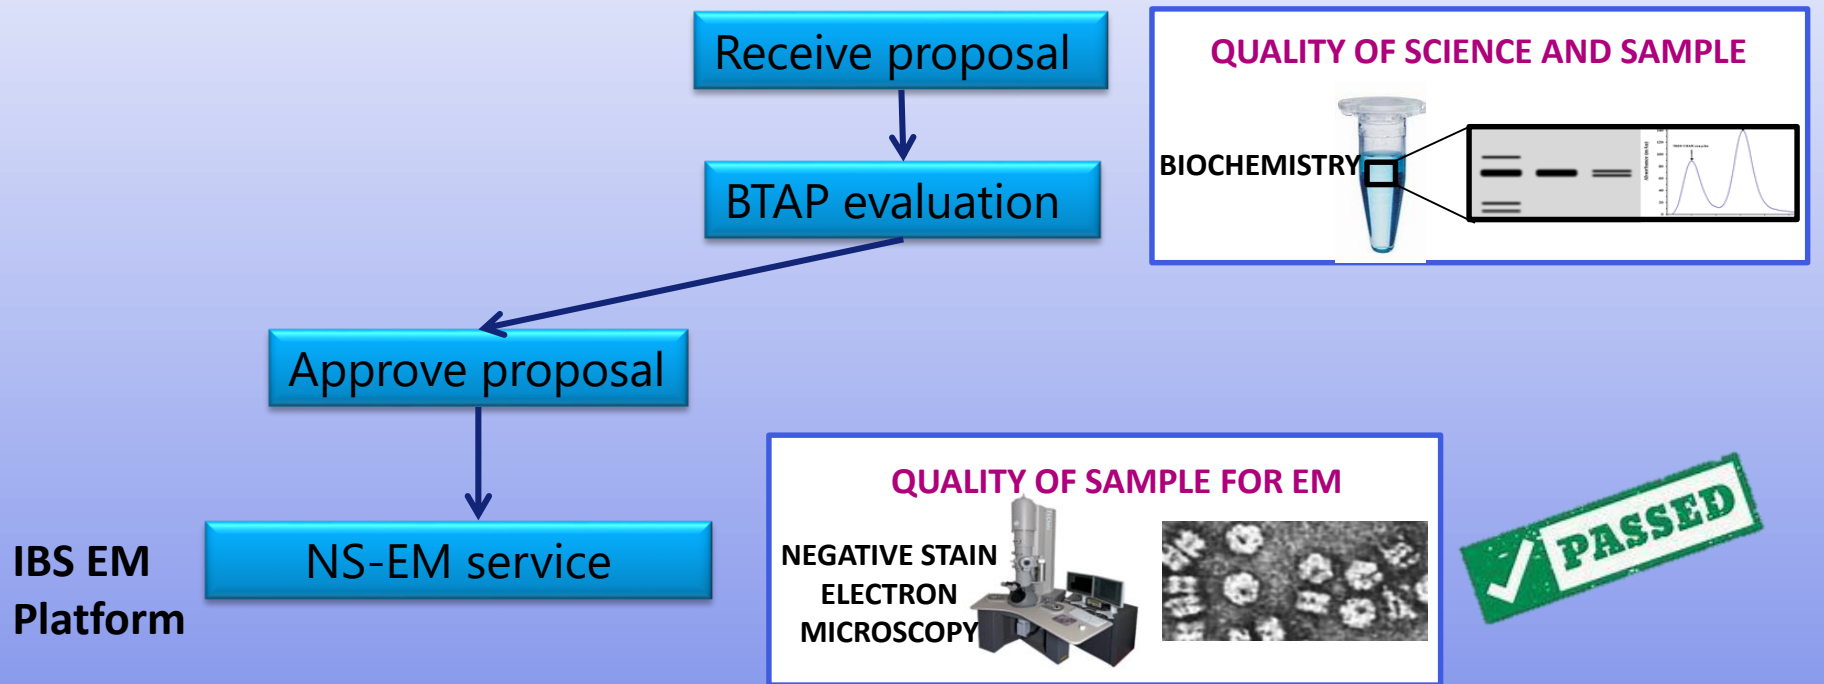 Receive proposal
QUALITY OF SCIENCE AND SAMPLE
BIOCHEMISTRY
BTAP evaluation
Approve proposal
QUALITY OF SAMPLE FOR EM
NEGATIVE STAIN
ELECTRON
MICROSCOPY
PASSED
IBS EM
Platform
NS-EM service